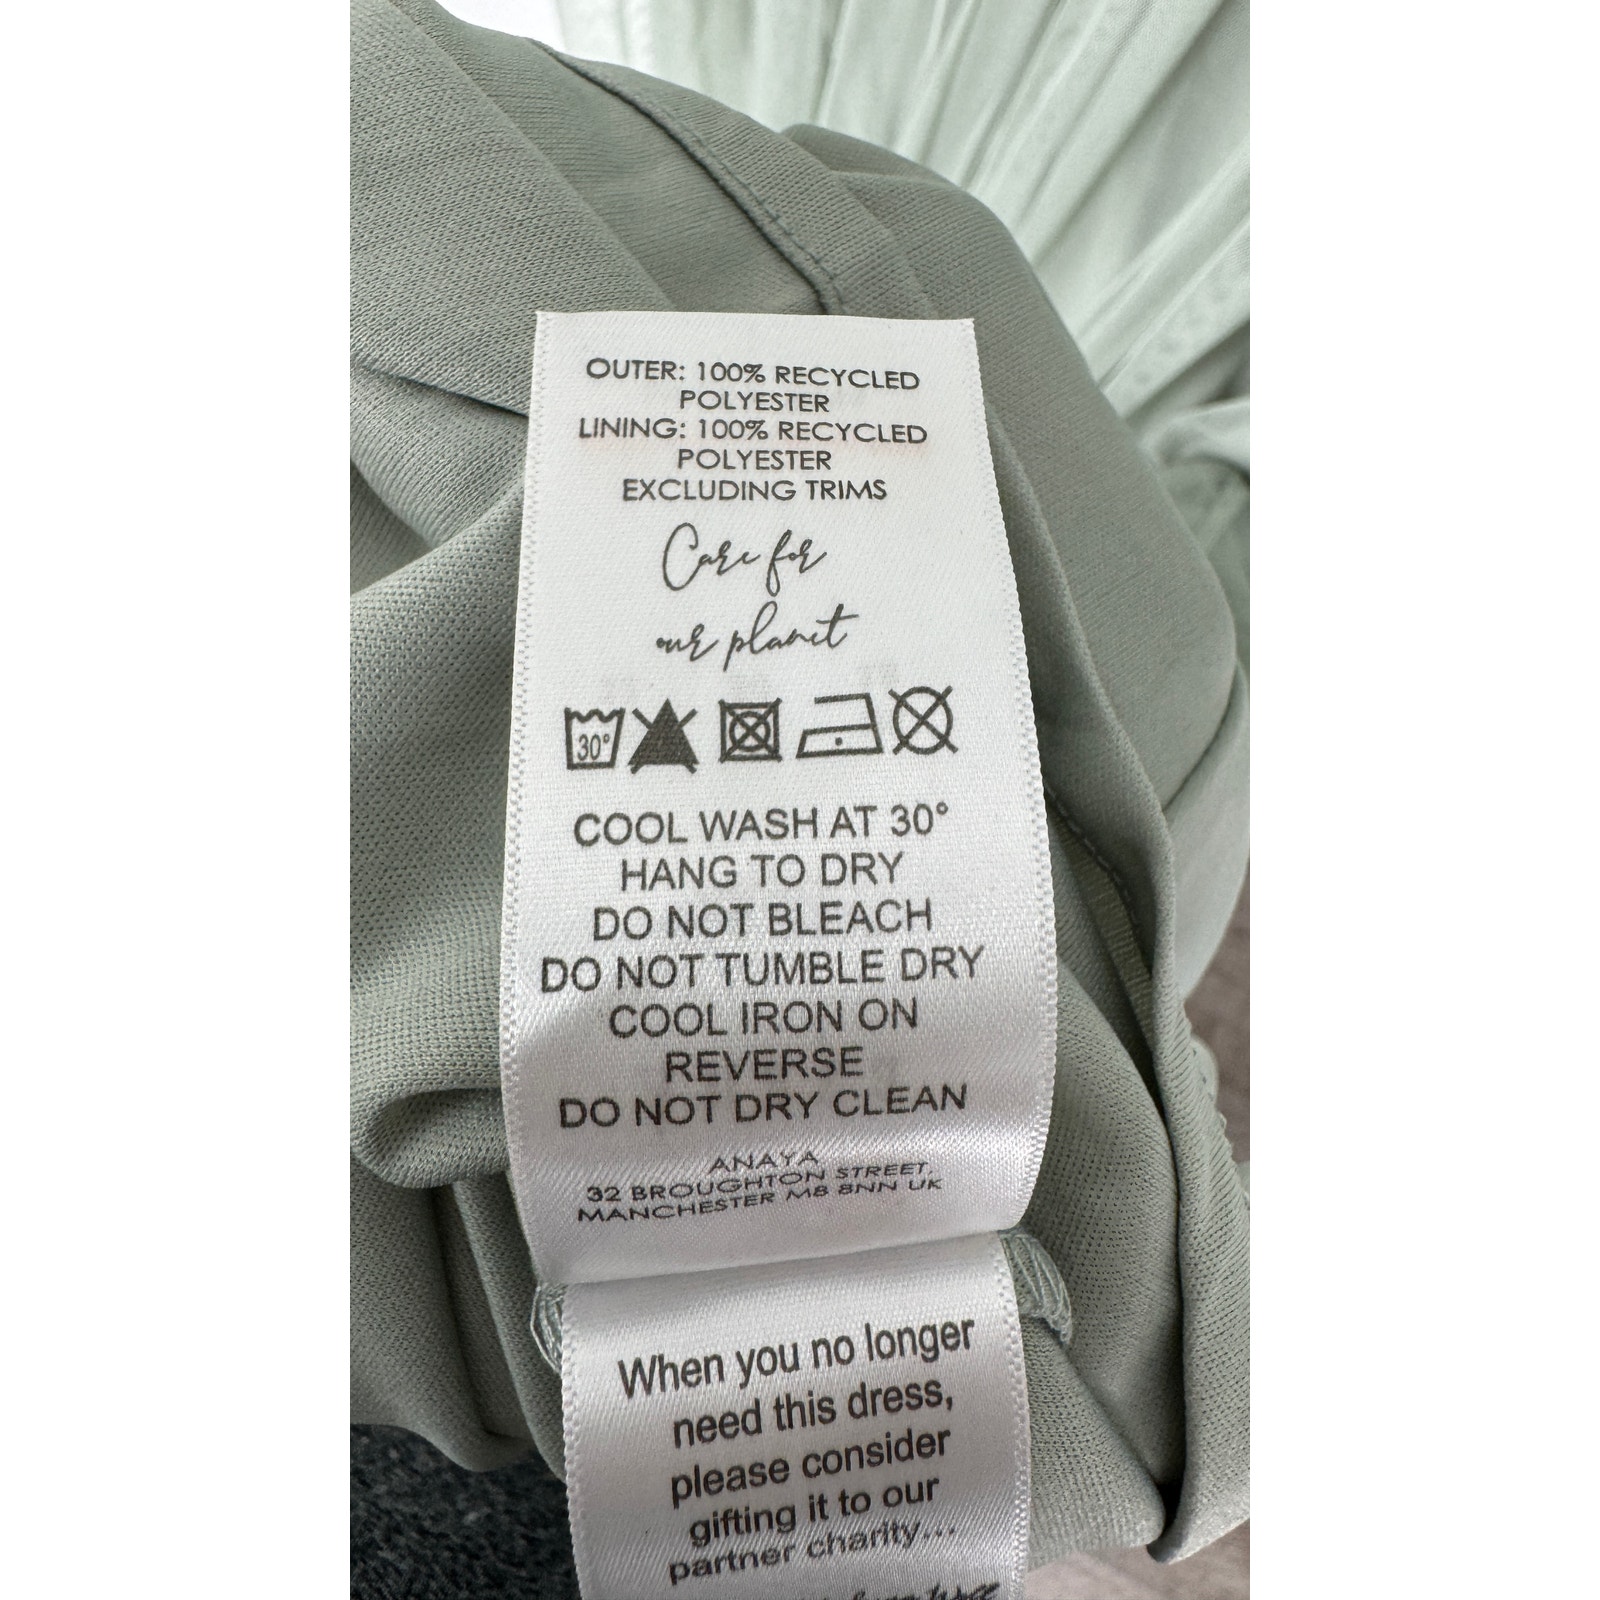 OUTER: 100% RECYCLED
POLYESTER
LINING: 100% RECYCLED
POLYESTER
EXCLUDING TRIMS
Care for
our planet
30°
COOL WASH AT 30°
HANG TO DRY
DO NOT BLEACH
DO NOT TUMBLE DRY
COOL IRON ON
REVERSE
DO NOT DRY CLEAN
ANAYA
32 BROUGHTON STREET,
MANCHESTER M8 8NN UK
When you no longer
need this dress,
please consider
gifting it to our
partner charity...